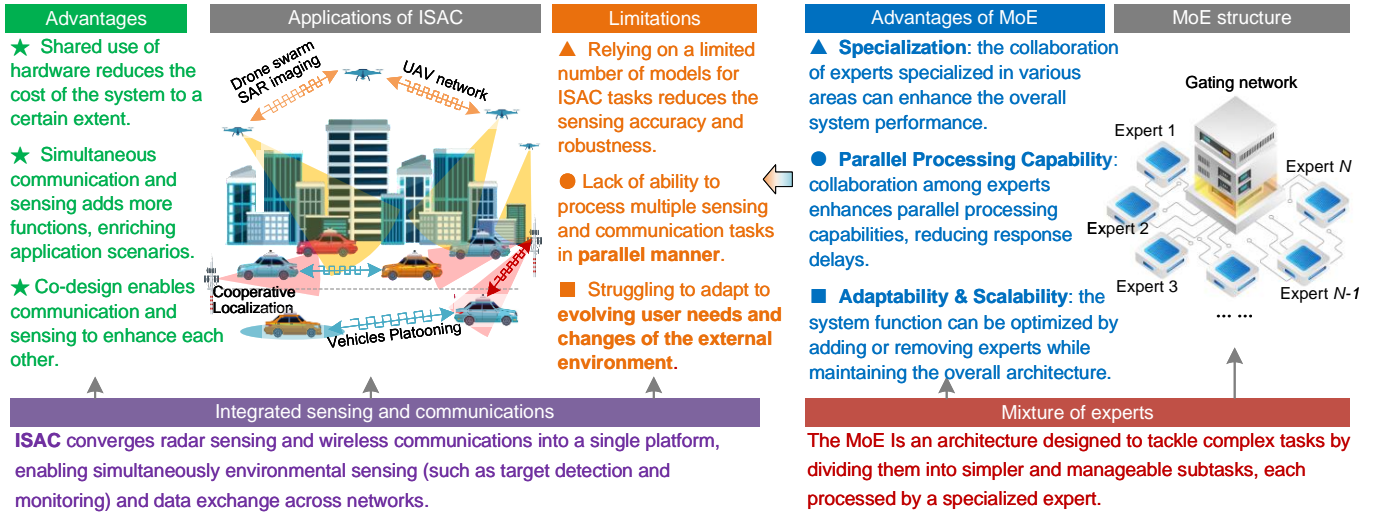 Advantages
★ Shared use of
hardware reduces the
cost of the system to a
certain extent.
★ Simultaneous
communication and
sensing adds more
functions, enriching
application scenarios.
★ Co-design enables
communication and
sensing to enhance each
other.
Applications of ISAC
Drone swarm
SAR imaging
UAV network
Cooperative
Localization
Vehicles Platooning
Limitations
▲ Relying on a limited
number of models for
ISAC tasks reduces the
sensing accuracy and
robustness.
● Lack of ability to
process multiple sensing
and communication tasks
in parallel manner.
■ Struggling to adapt to
evolving user needs and
changes of the external
environment.
Integrated sensing and communications
ISAC converges radar sensing and wireless communications into a single platform,
enabling simultaneously environmental sensing (such as target detection and
monitoring) and data exchange across networks.
Advantages of MoE
▲ Specialization: the collaboration
of experts specialized in various
areas can enhance the overall
system performance.
● Parallel Processing Capability:
collaboration among experts
enhances parallel processing
capabilities, reducing response
delays.
■ Adaptability & Scalability: the
system function can be optimized by
adding or removing experts while
maintaining the overall architecture.
MoE structure
Gating network
Expert 1
Expert N
Expert 2
Expert 3
Expert N-1
... ...
Mixture of experts
The MoE Is an architecture designed to tackle complex tasks by
dividing them into simpler and manageable subtasks, each
processed by a specialized expert.